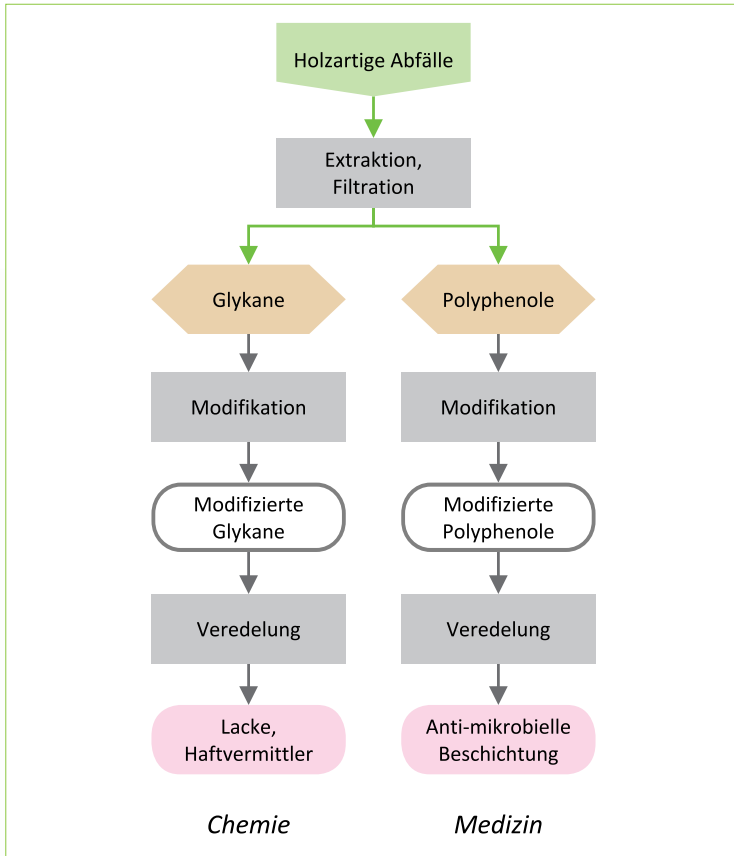 Holzartige Abfälle
Extraktion,
Filtration
Glykane
Polyphenole
Modifikation
Modifikation
Modifizierte
Glykane
Modifizierte
Polyphenole
Veredelung
Veredelung
Lacke,
Haftvermittler
Anti-mikrobielle
Beschichtung
Chemie
Medizin